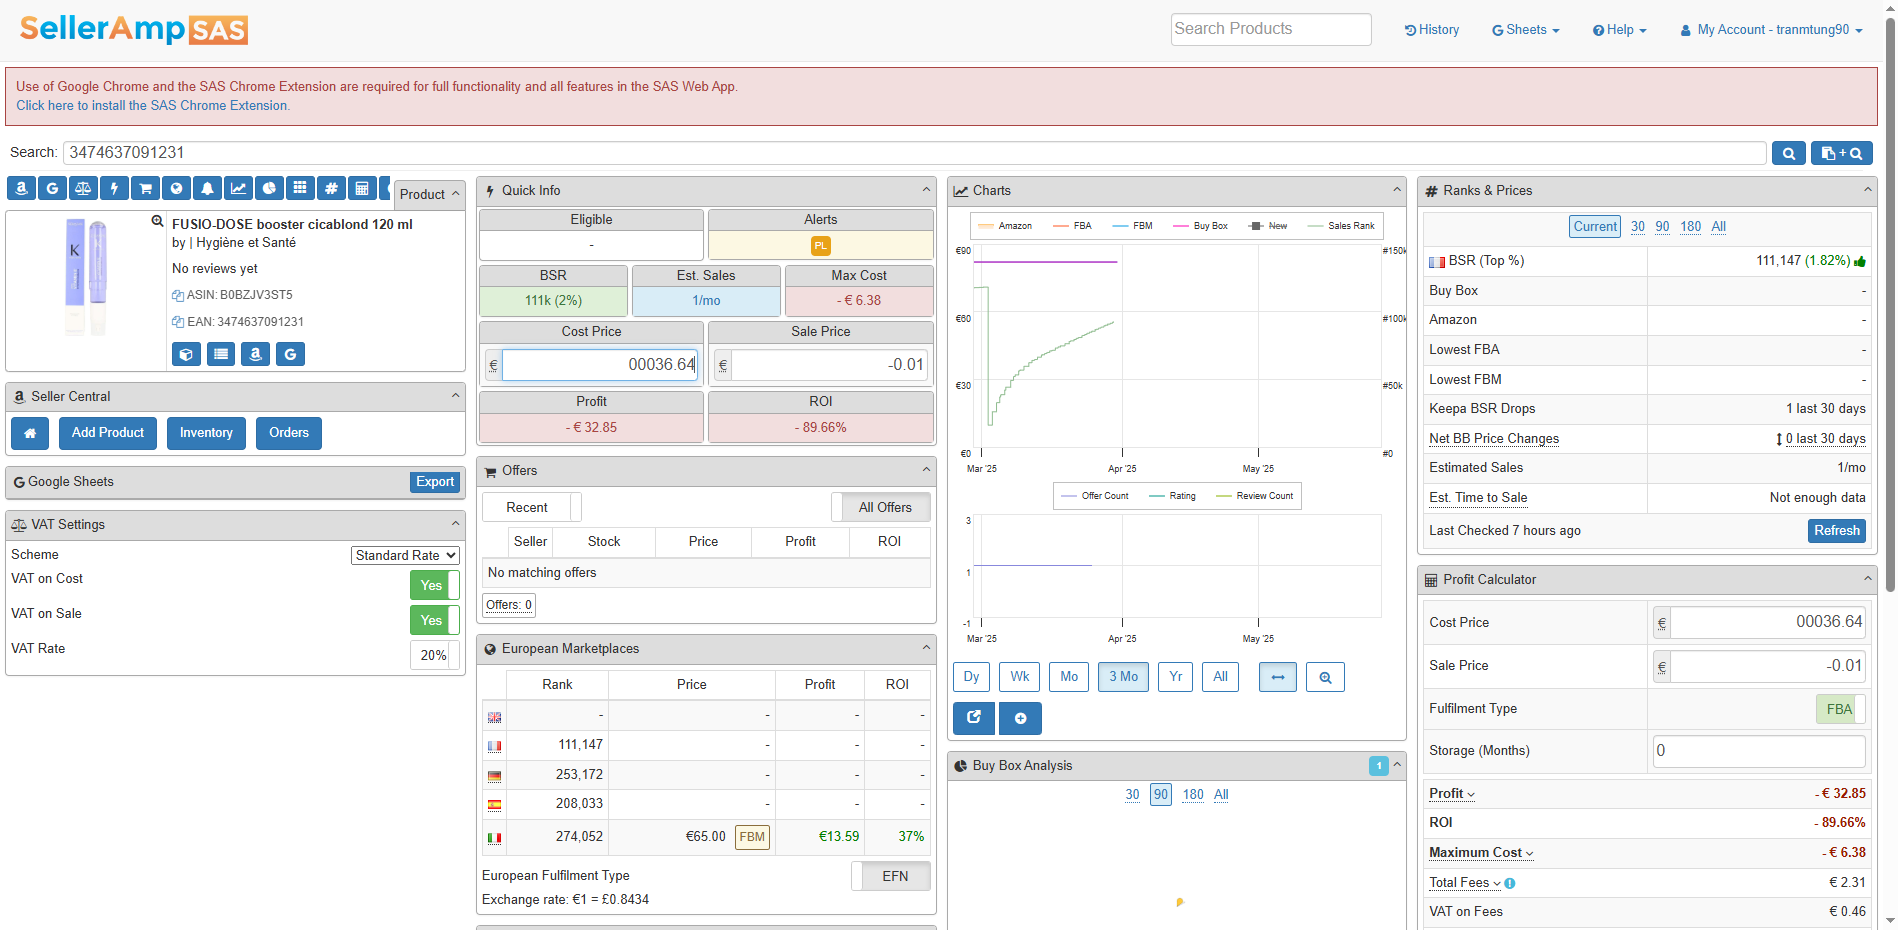 SellerAmp SAS
Search Products
History
Sheets
Help
My Account - tranmtung90
Use of Google Chrome and the SAS Chrome Extension are required for full functionality and all features in the SAS Web App.
Click here to install the SAS Chrome Extension.
Search: 3474637091231
+
Product
FUSIO-DOSE booster cicablond 120 ml
by | Hygiène et Santé
No reviews yet
ASIN: B0BZJV3ST5
EAN: 3474637091231
Seller Central
Add Product
Inventory
Orders
Google Sheets
Export
VAT Settings
Scheme
Standard Rate
VAT on Cost
Yes
VAT on Sale
Yes
VAT Rate
20%
Quick Info
Eligible
Alerts
-
PL
BSR
Est. Sales
Max Cost
111k (2%)
1/mo
- € 6.38
Cost Price
Sale Price
€ 00036.64
€ -0.01
Profit
ROI
- € 32.85
- 89.66%
Offers
Recent
All Offers
Seller Stock Price Profit ROI
No matching offers
Offers: 0
European Marketplaces
Rank Price Profit ROI
- - - -
111,147 - - -
253,172 - - -
208,033 - - -
274,052 €65.00 FBM €13.59 37%
European Fulfilment Type
EFN
Exchange rate: €1 = £0.8434
Charts
Amazon FBA FBM Buy Box New Sales Rank
€90 #150k
€60 #100k
€30 #50k
€0 #0
Mar '25 Apr '25 May '25
Offer Count Rating Review Count
3
1
-1
Mar '25 Apr '25 May '25
Dy Wk Mo 3 Mo Yr All
Buy Box Analysis
1
30 90 180 All
Ranks & Prices
Current 30 90 180 All
BSR (Top %) 111,147 (1.82%)
Buy Box -
Amazon -
Lowest FBA -
Lowest FBM -
Keepa BSR Drops 1 last 30 days
Net BB Price Changes 0 last 30 days
Estimated Sales 1/mo
Est. Time to Sale Not enough data
Last Checked 7 hours ago Refresh
Profit Calculator
Cost Price € 00036.64
Sale Price € -0.01
Fulfilment Type FBA
Storage (Months) 0
Profit - € 32.85
ROI - 89.66%
Maximum Cost - € 6.38
Total Fees € 2.31
VAT on Fees € 0.46